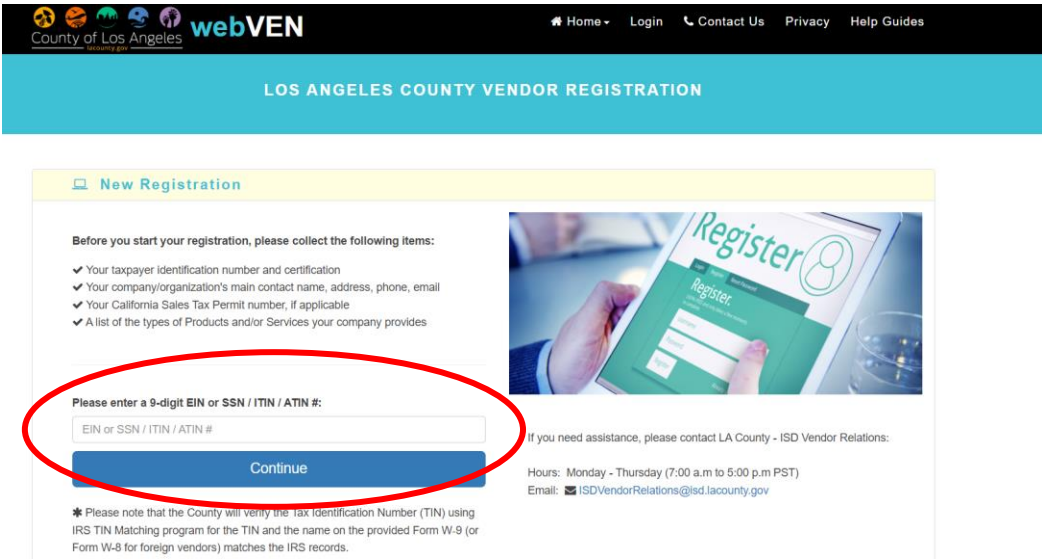 County of Los Angeles
lacounty.gov
webVEN
Home
Login
Contact Us
Privacy
Help Guides
LOS ANGELES COUNTY VENDOR REGISTRATION
New Registration
Before you start your registration, please collect the following items:
✔ Your taxpayer identification number and certification
✔ Your company/organization's main contact name, address, phone, email
✔ Your California Sales Tax Permit number, if applicable
✔ A list of the types of Products and/or Services your company provides
Register
Login Register Reset Password
Register.
Username
Password
Register
Please enter a 9-digit EIN or SSN / ITIN / ATIN #:
EIN or SSN / ITIN / ATIN #
Continue
✱ Please note that the County will verify the Tax Identification Number (TIN) using
IRS TIN Matching program for the TIN and the name on the provided Form W-9 (or
Form W-8 for foreign vendors) matches the IRS records.
If you need assistance, please contact LA County - ISD Vendor Relations:
Hours: Monday - Thursday (7:00 a.m to 5:00 p.m PST)
Email: ISDVendorRelations@isd.lacounty.gov